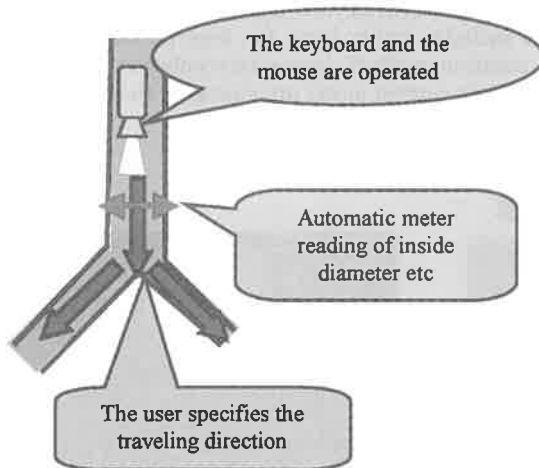 The keyboard and the
mouse are operated
Automatic meter
reading of inside
diameter etc
The user specifies the
traveling direction